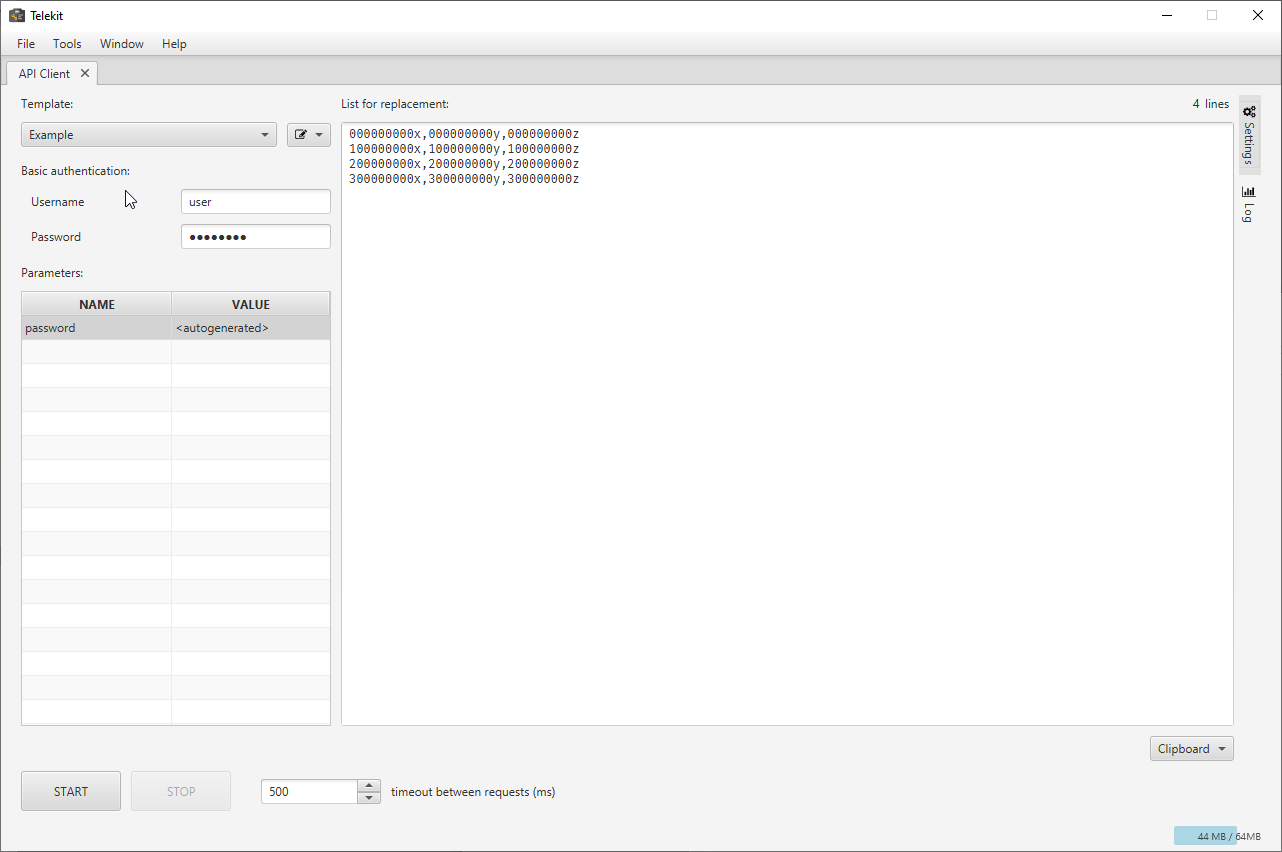 Telekit
File Tools Window Help
API Client
Template:
Example
Basic authentication:
Username user
Password ●●●●●●●●
Parameters:
NAME VALUE
password <autogenerated>
List for replacement: 4 lines
000000000x,000000000y,000000000z
100000000x,100000000y,100000000z
200000000x,200000000y,200000000z
300000000x,300000000y,300000000z
Settings
Log
Clipboard
START STOP 500 timeout between requests (ms)
44 MB / 64MB